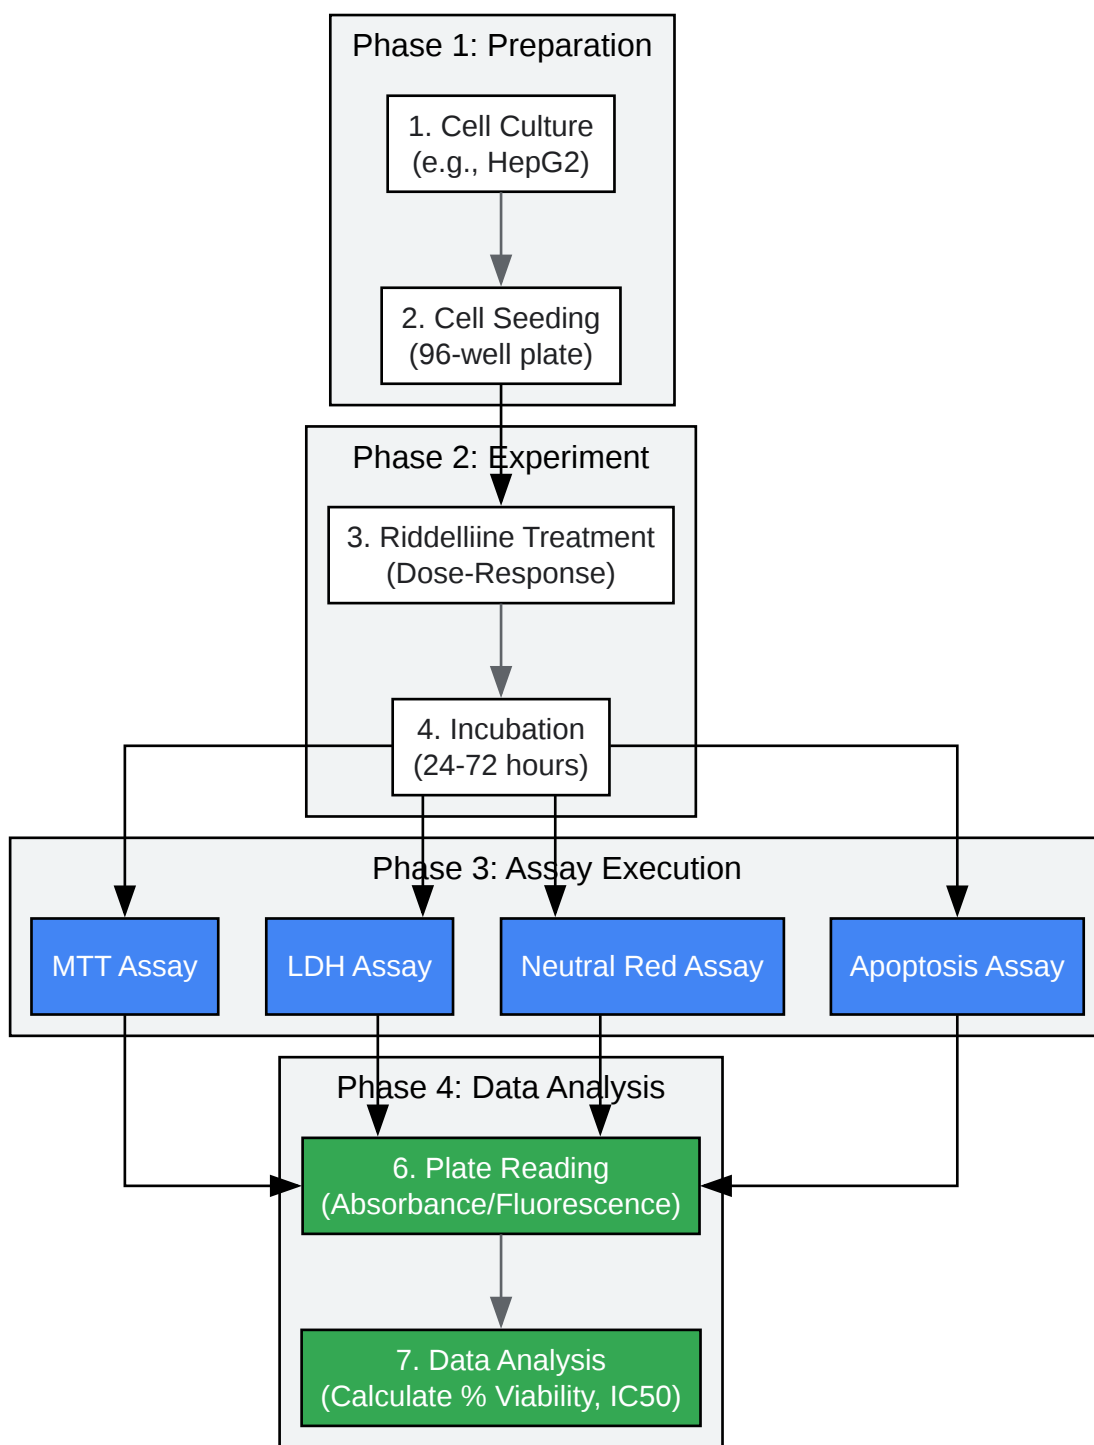 Phase 1: Preparation
1. Cell Culture
(e.g., HepG2)
2. Cell Seeding
(96-well plate)
Phase 2: Experiment
3. Riddelliine Treatment
(Dose-Response)
4. Incubation
(24-72 hours)
Phase 3: Assay Execution
MTT Assay
LDH Assay
Neutral Red Assay
Apoptosis Assay
Phase 4: Data Analysis
6. Plate Reading
(Absorbance/Fluorescence)
7. Data Analysis
(Calculate % Viability, IC50)